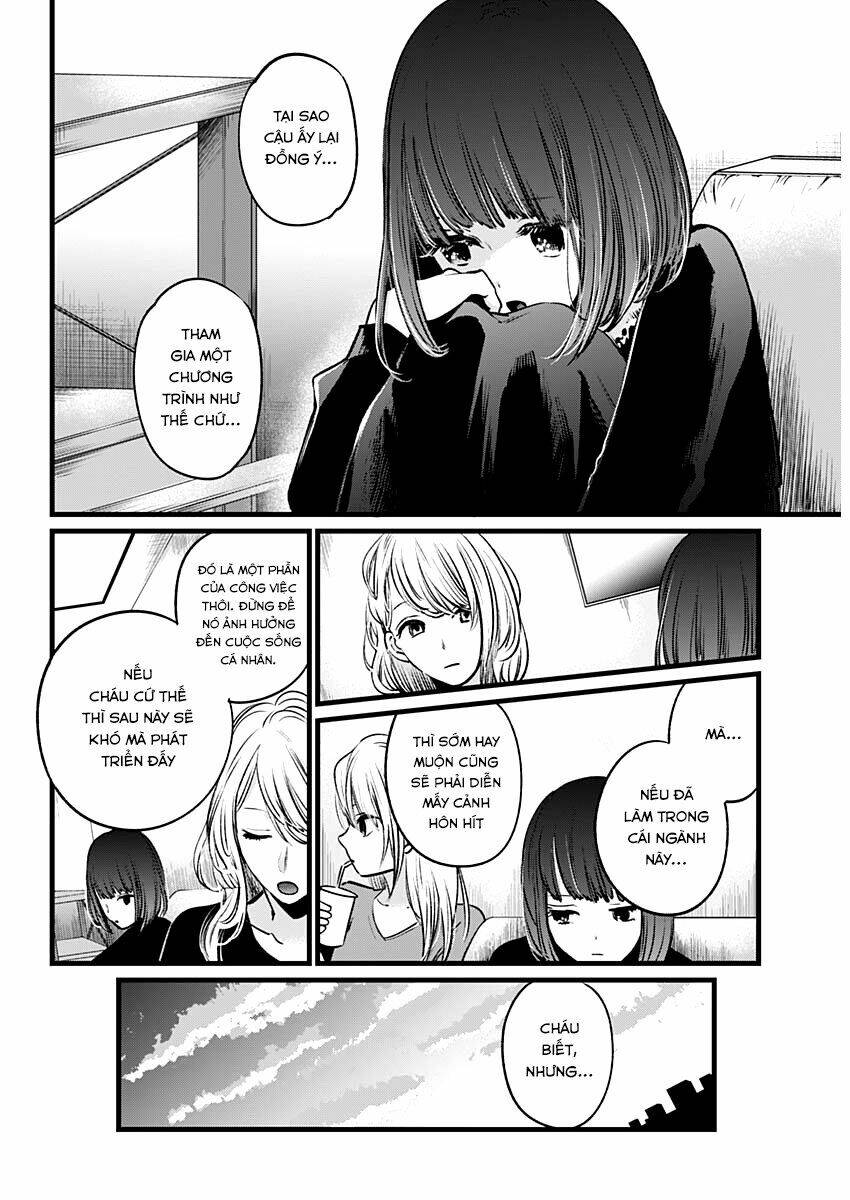 TẠI SAO
CẬU ẤY LẠI
ĐỒNG Ý...
THAM
GIA MỘT
CHƯƠNG
TRÌNH NHƯ
THẾ CHỨ...
ĐÓ LÀ MỘT PHẦN
CỦA CÔNG VIỆC
THÔI. ĐỪNG ĐỂ
NÓ ẢNH HƯỞNG
ĐẾN CUỘC SỐNG
CÁ NHÂN.
NẾU
CHÁU CỨ THẾ
THÌ SAU NÀY SẼ
KHÓ MÀ PHÁT
TRIỂN ĐẤY
MÀ...
NẾU ĐÃ
LÀM TRONG
CÁI NGÀNH
NÀY...
THÌ SỚM HAY
MUỘN CŨNG
SẼ PHẢI DIỄN
MẤY CẢNH
HÔN HÍT
CHÁU
BIẾT,
NHƯNG...